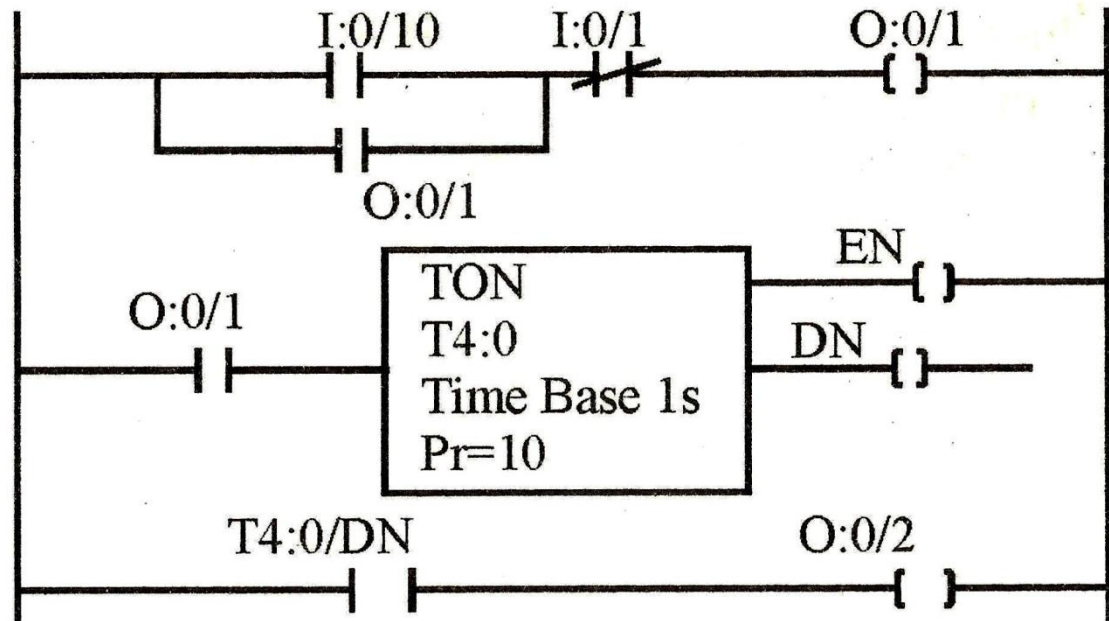 I:0/10 I:0/1 O:0/1
O:0/1
EN
TON
O:0/1
T4:0
DN
Time Base 1s
Pr=10
T4:0/DN O:0/2